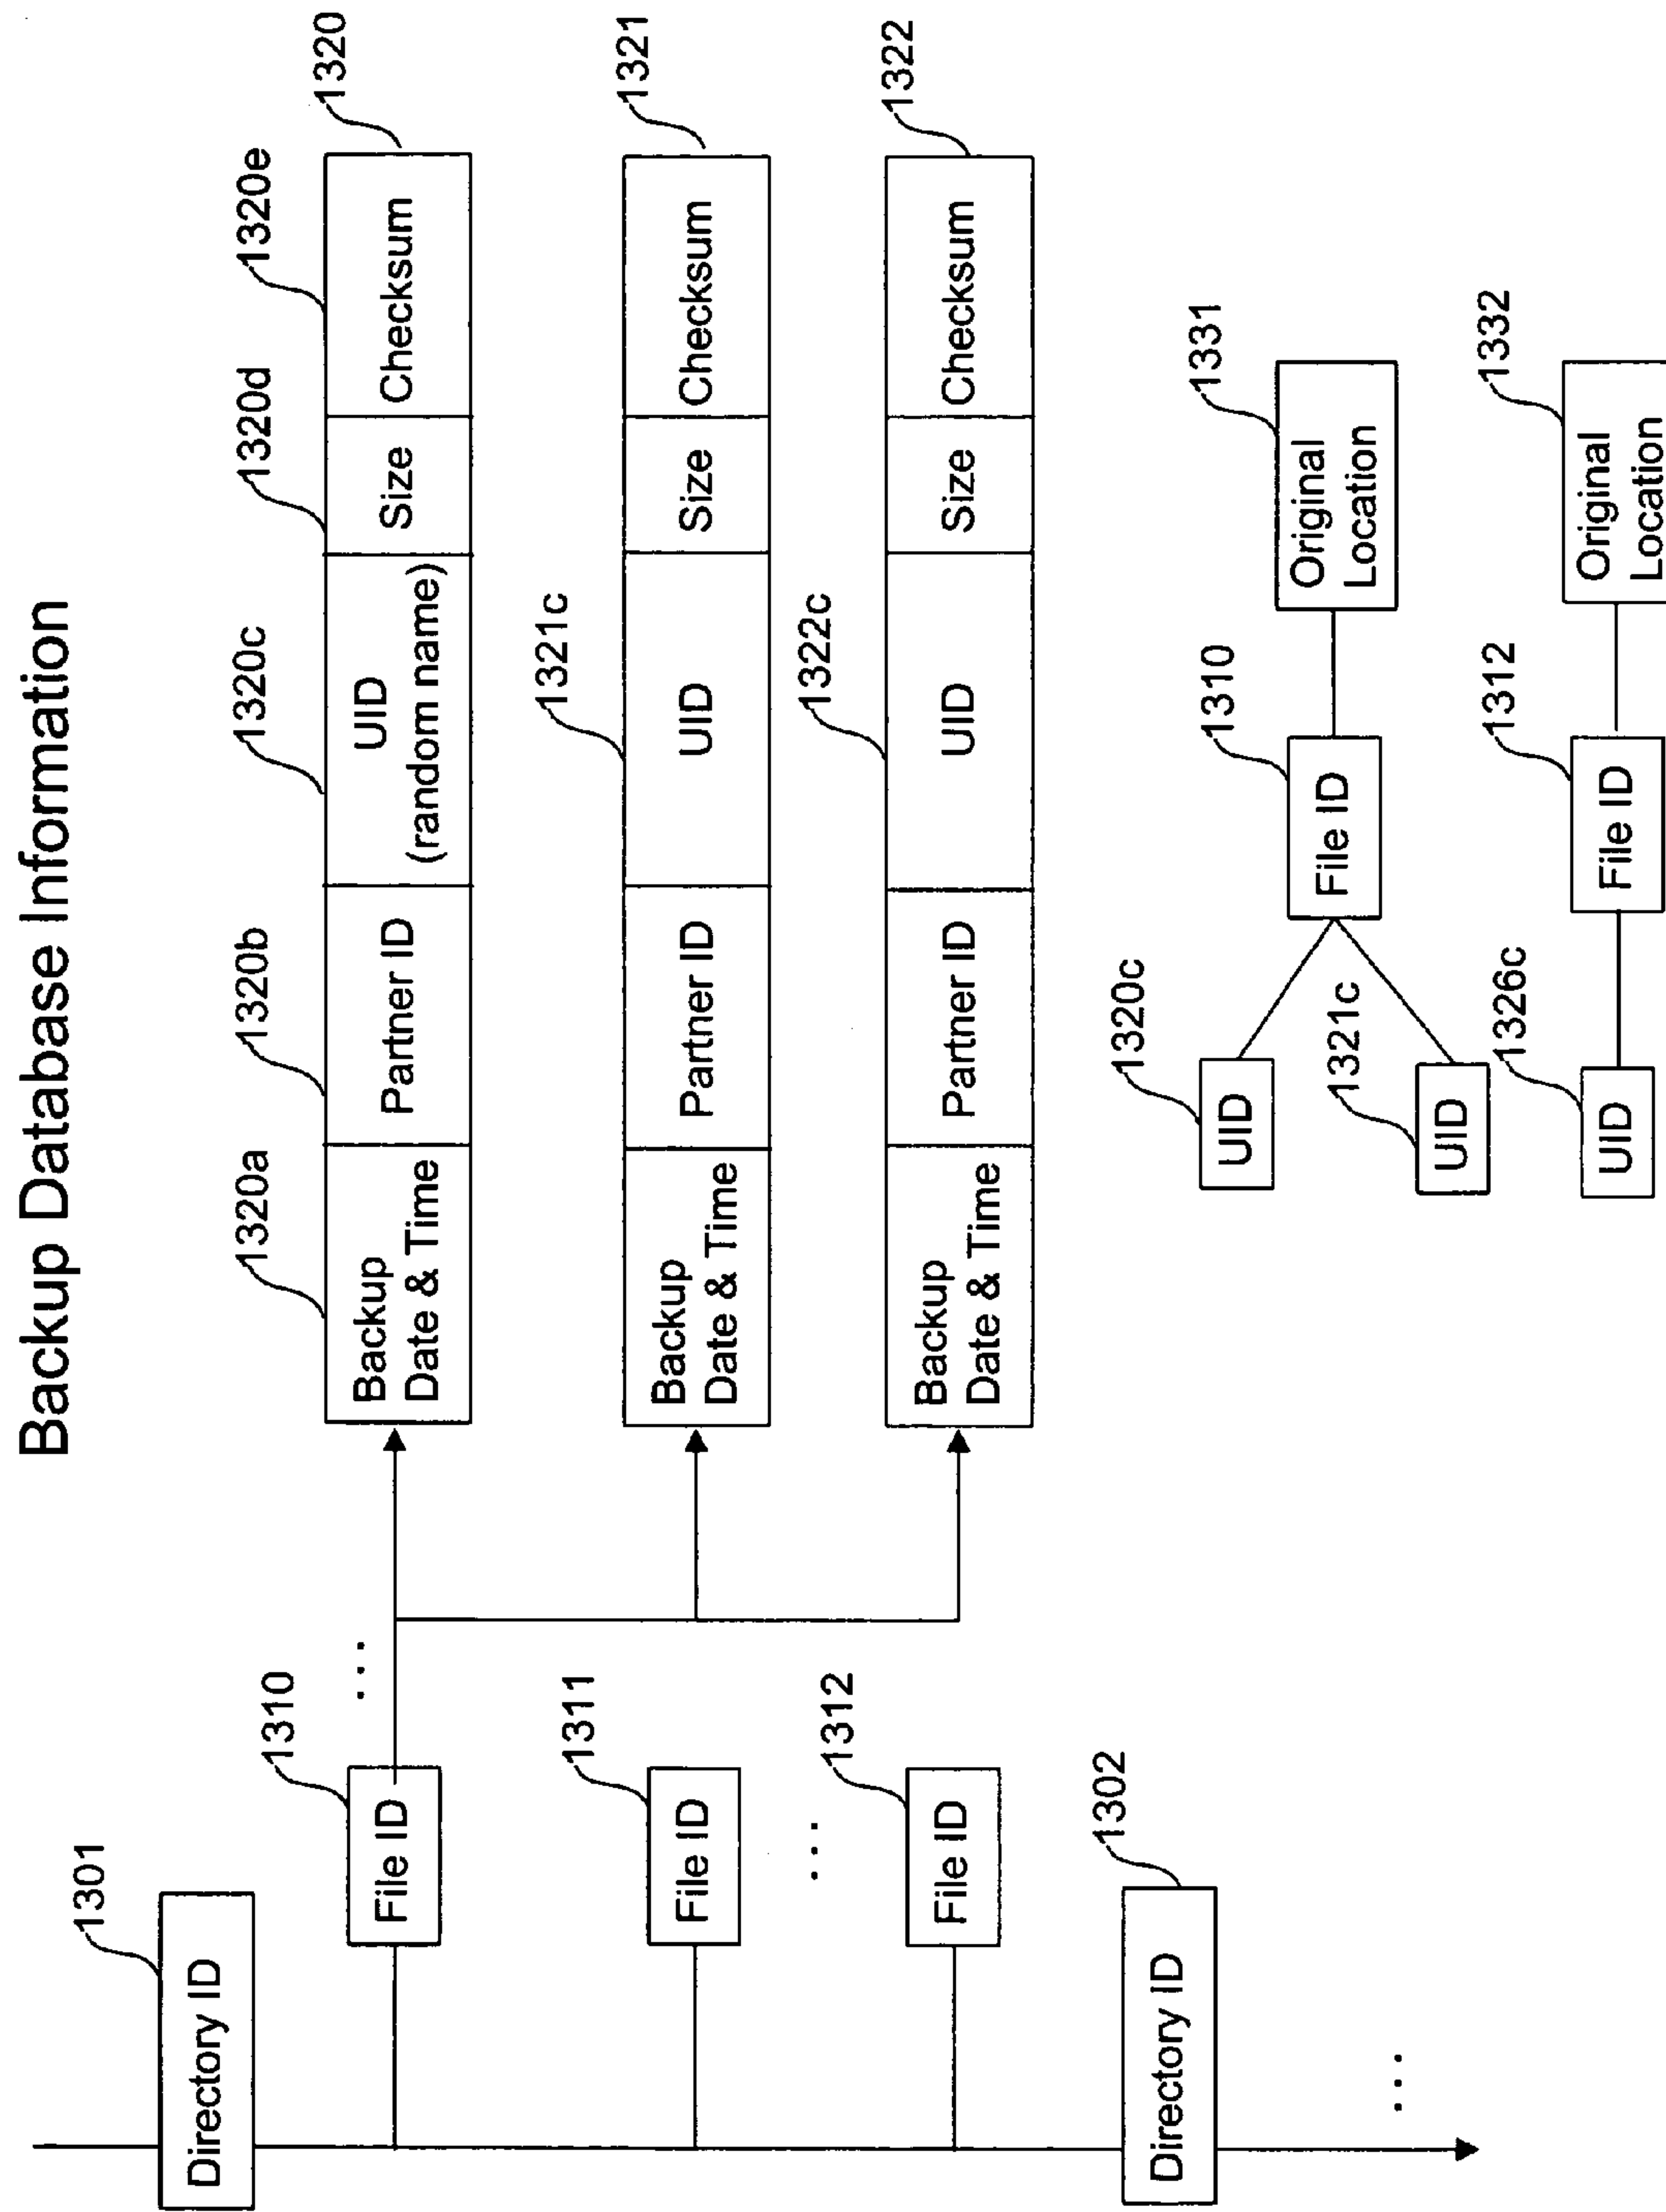 Backup Database Information
1301
Directory ID
1310
File ID
...
1320a
1320b
1320c
1320d
1320e
1320
Backup
Date & Time
Partner ID
UID
(random name)
Size
Checksum
1311
File ID
...
1321c
1321
Backup
Date & Time
Partner ID
UID
Size
Checksum
1312
File ID
1322c
1322
Backup
Date & Time
Partner ID
UID
Size
Checksum
1302
Directory ID
...
1320c
UID
1321c
UID
1310
File ID
1331
Original
Location
1326c
UID
1312
File ID
1332
Original
Location